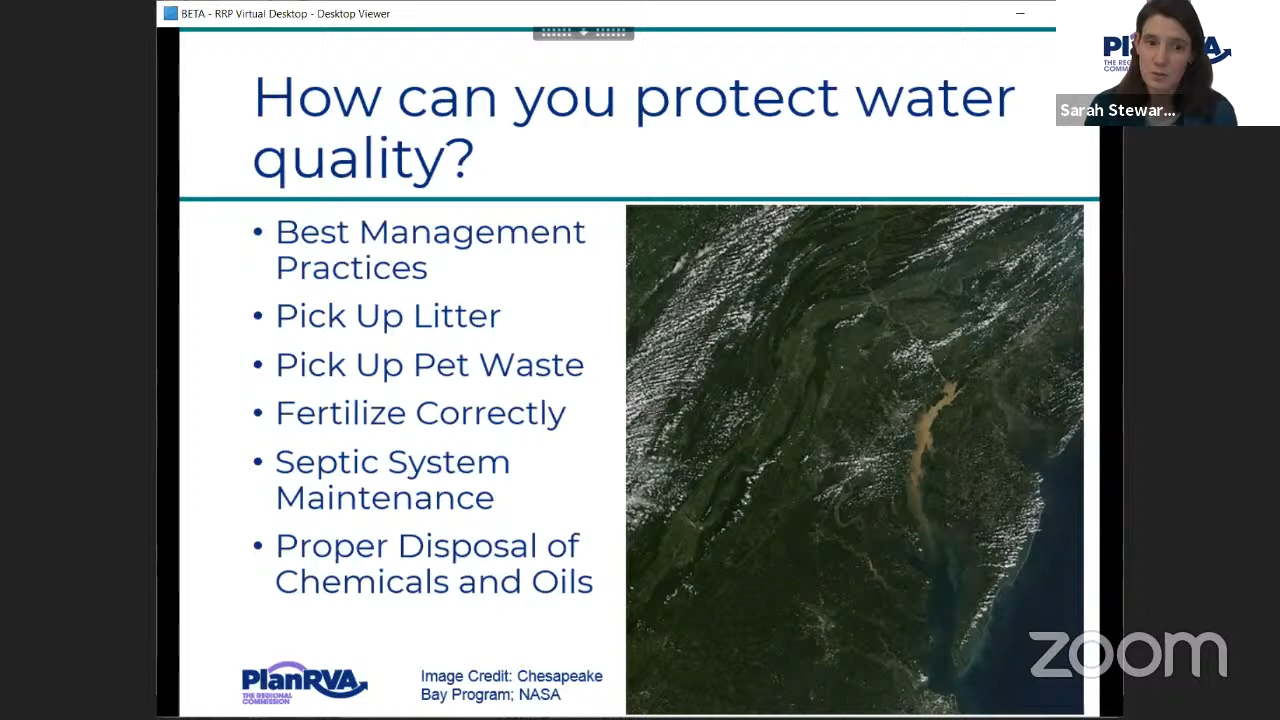 BETA - RRP Virtual Desktop - Desktop Viewer
How can you protect water
quality?
• Best Management
Practices
• Pick Up Litter
• Pick Up Pet Waste
• Fertilize Correctly
• Septic System
Maintenance
• Proper Disposal of
Chemicals and Oils
PlanRVA
THE REGIONAL
COMMISSION
Image Credit: Chesapeake
Bay Program; NASA
Sarah Stewar...
zoom